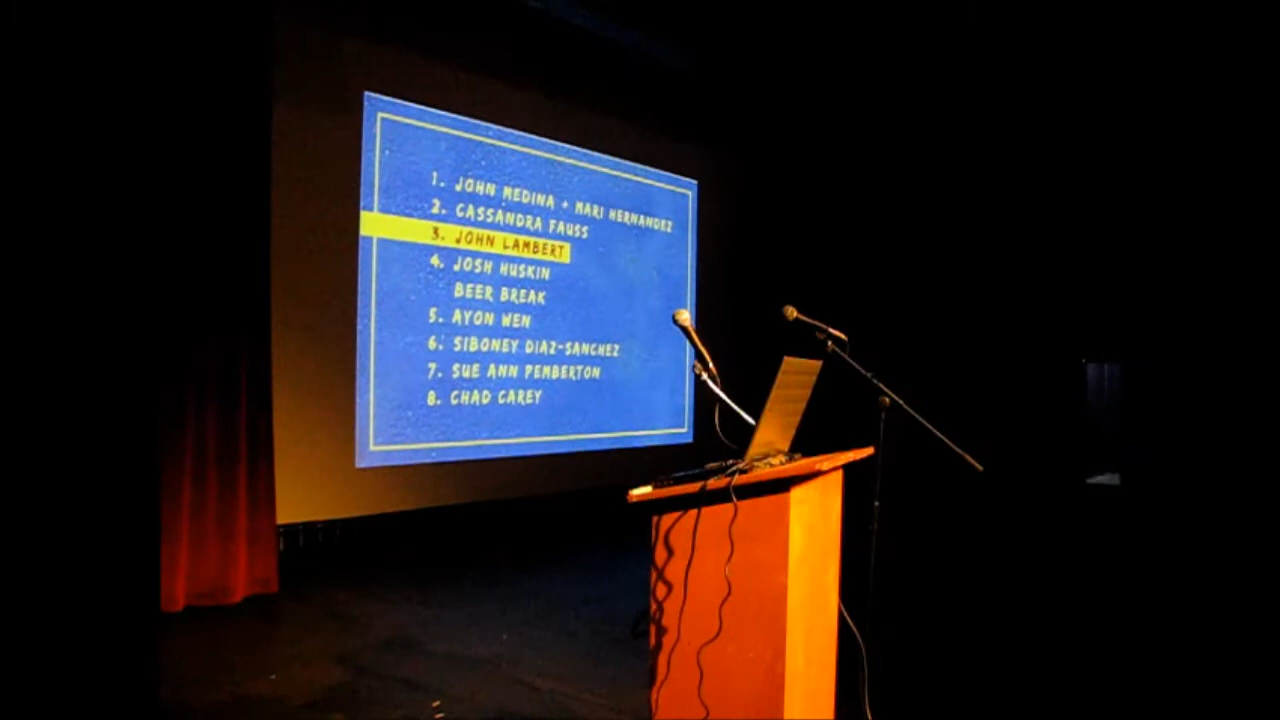 1. JOHN MEDINA + MARI HERNANDEZ
2. CASSANDRA FAUSS
3. JOHN LAMBERT
4. JOSH HUSKIN
BEER BREAK
5. AYON WEN
6. SIBONEY DIAZ-SANCHEZ
7. SUE ANN PEMBERTON
8. CHAD CAREY